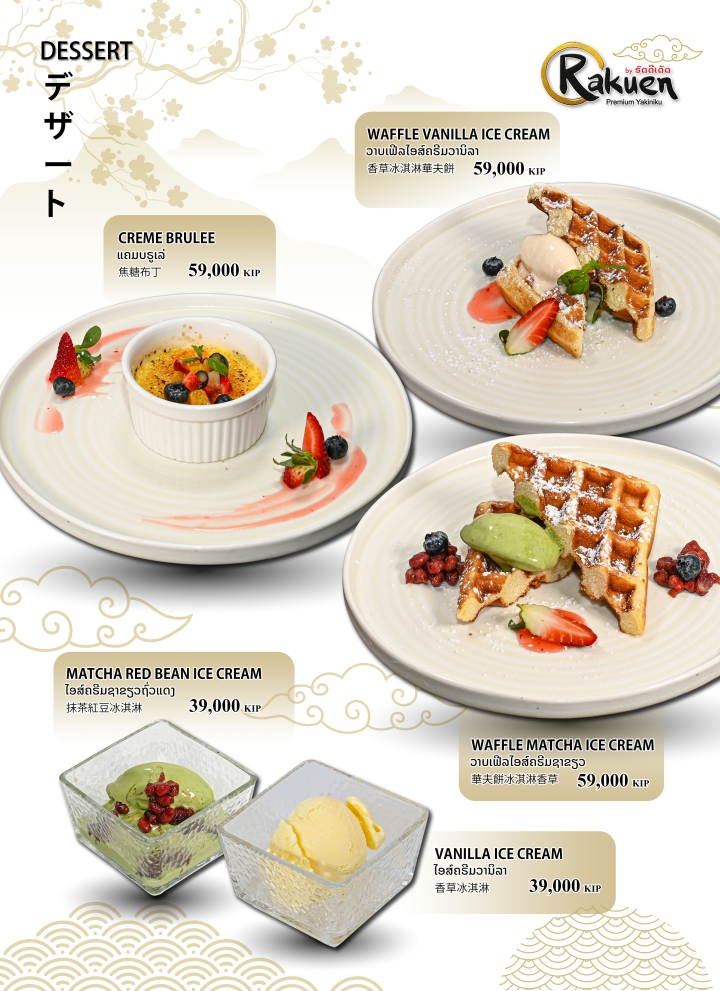 DESSERT
デザート
Rakuen
by ຣັດດີເດັດ
Premium Yakiniku
WAFFLE VANILLA ICE CREAM
ວາບເຟີລໄອສ໌ຄຣີມວານິລາ
香草冰淇淋華夫餅 59,000 KIP
CREME BRULEE
ແຄມບຣູເລ່
焦糖布丁 59,000 KIP
MATCHA RED BEAN ICE CREAM
ໄອສ໌ຄຣີມຊາຂຽວຖົ່ວແດງ
抹茶紅豆冰淇淋 39,000 KIP
WAFFLE MATCHA ICE CREAM
ວາບເຟີລໄອສ໌ຄຣີມຊາຂຽວ
華夫餅冰淇淋香草 59,000 KIP
VANILLA ICE CREAM
ໄອສ໌ຄຣີມວານິລາ
香草冰淇淋 39,000 KIP